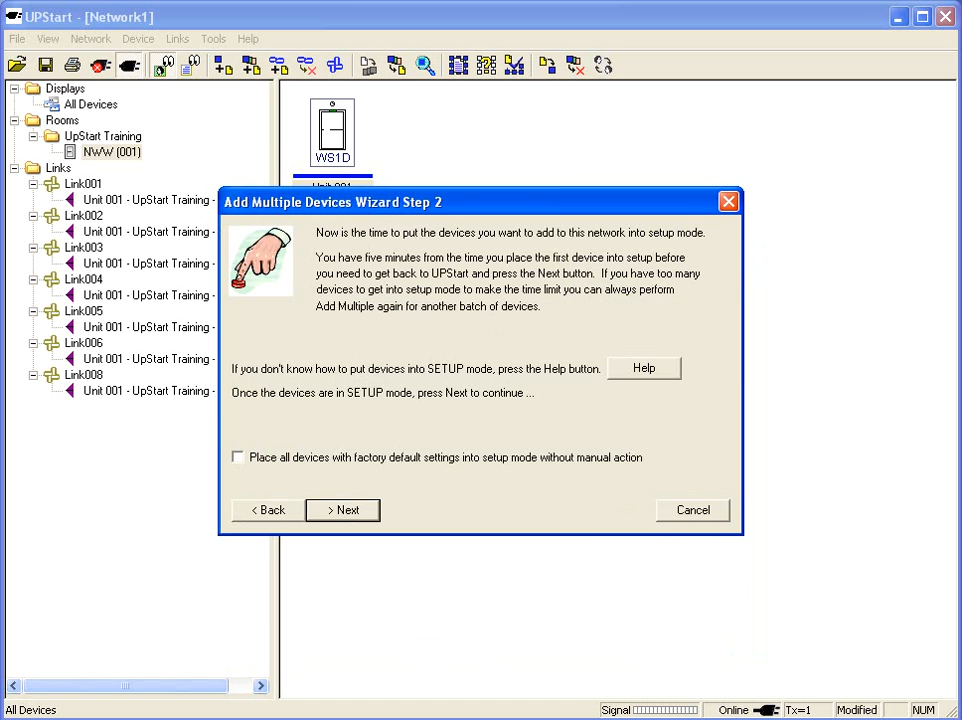 UPStart - [Network1]
File View Network Device Links Tools Help
Displays
All Devices
Rooms
UpStart Training
NWW (001)
Links
Link001
Unit 001 - UpStart Training -
Link002
Unit 001 - UpStart Training -
Link003
Unit 001 - UpStart Training -
Link004
Unit 001 - UpStart Training -
Link005
Unit 001 - UpStart Training -
Link006
Unit 001 - UpStart Training -
Link008
Unit 001 - UpStart Training -
WS1D
Unit 001
Add Multiple Devices Wizard Step 2
Now is the time to put the devices you want to add to this network into setup mode.
You have five minutes from the time you place the first device into setup before
you need to get back to UPStart and press the Next button. If you have too many
devices to get into setup mode to make the time limit you can always perform
Add Multiple again for another batch of devices.
If you don't know how to put devices into SETUP mode, press the Help button.
Help
Once the devices are in SETUP mode, press Next to continue ...
Place all devices with factory default settings into setup mode without manual action
< Back
> Next
Cancel
All Devices
Signal
Online
Tx=1
Modified
NUM